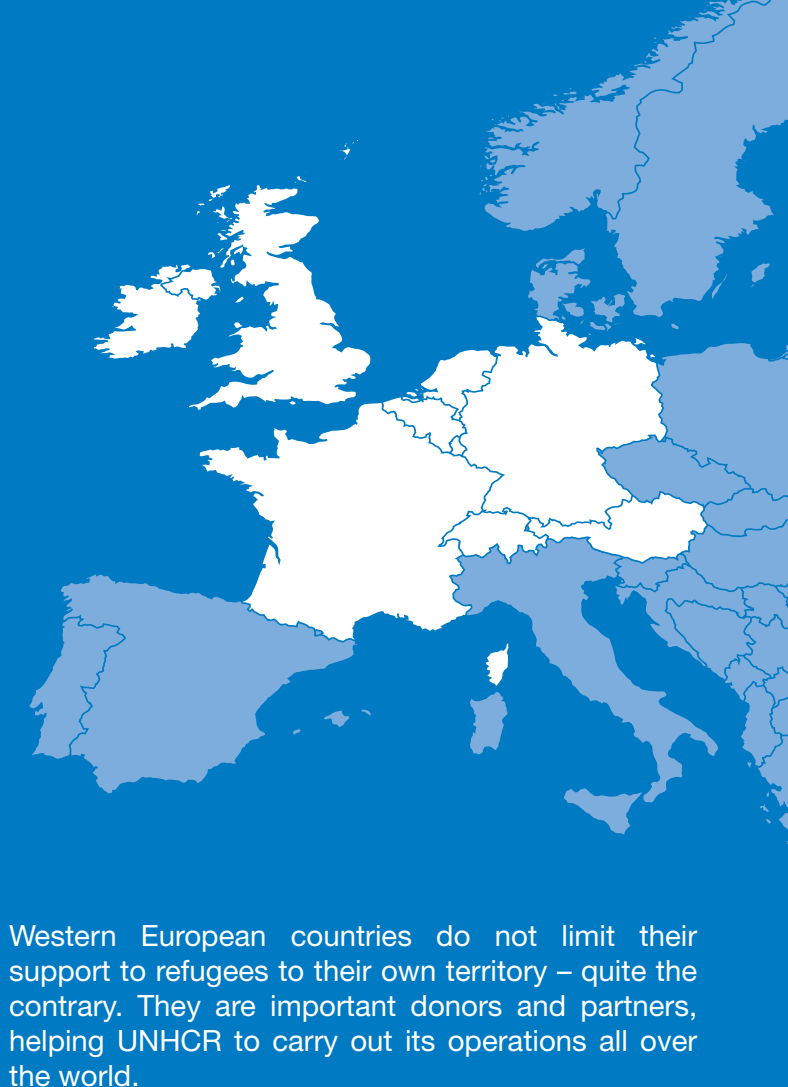 Western European countries do not limit their
support to refugees to their own territory – quite the
contrary. They are important donors and partners,
helping UNHCR to carry out its operations all over
the world.